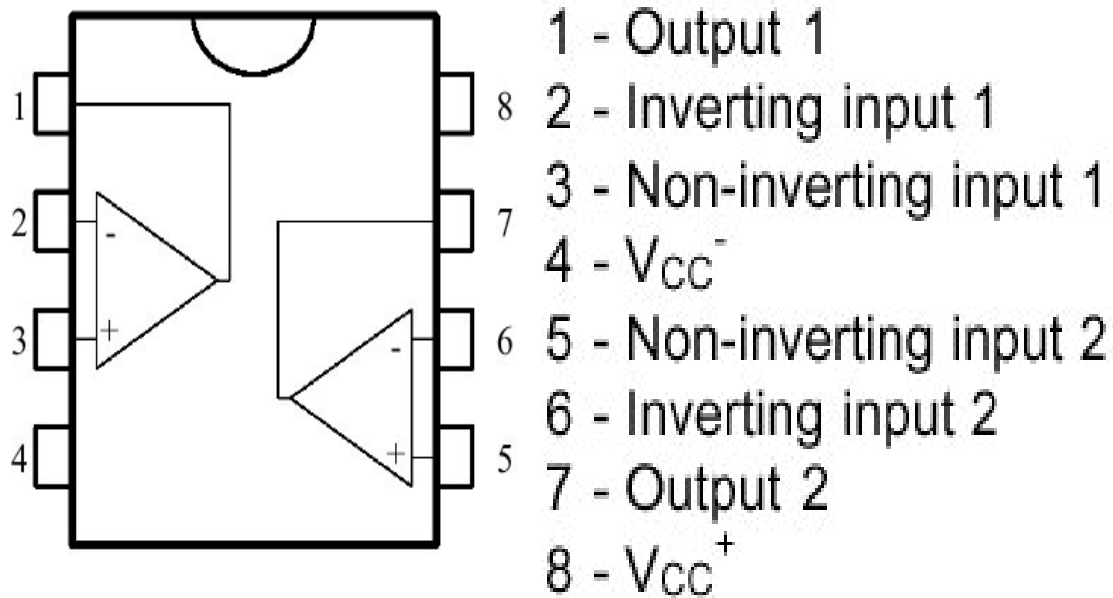 1
2
3
4
8
7
6
5
-
+
-
+
1 - Output 1
2 - Inverting input 1
3 - Non-inverting input 1
4 - VCC-
5 - Non-inverting input 2
6 - Inverting input 2
7 - Output 2
8 - VCC+